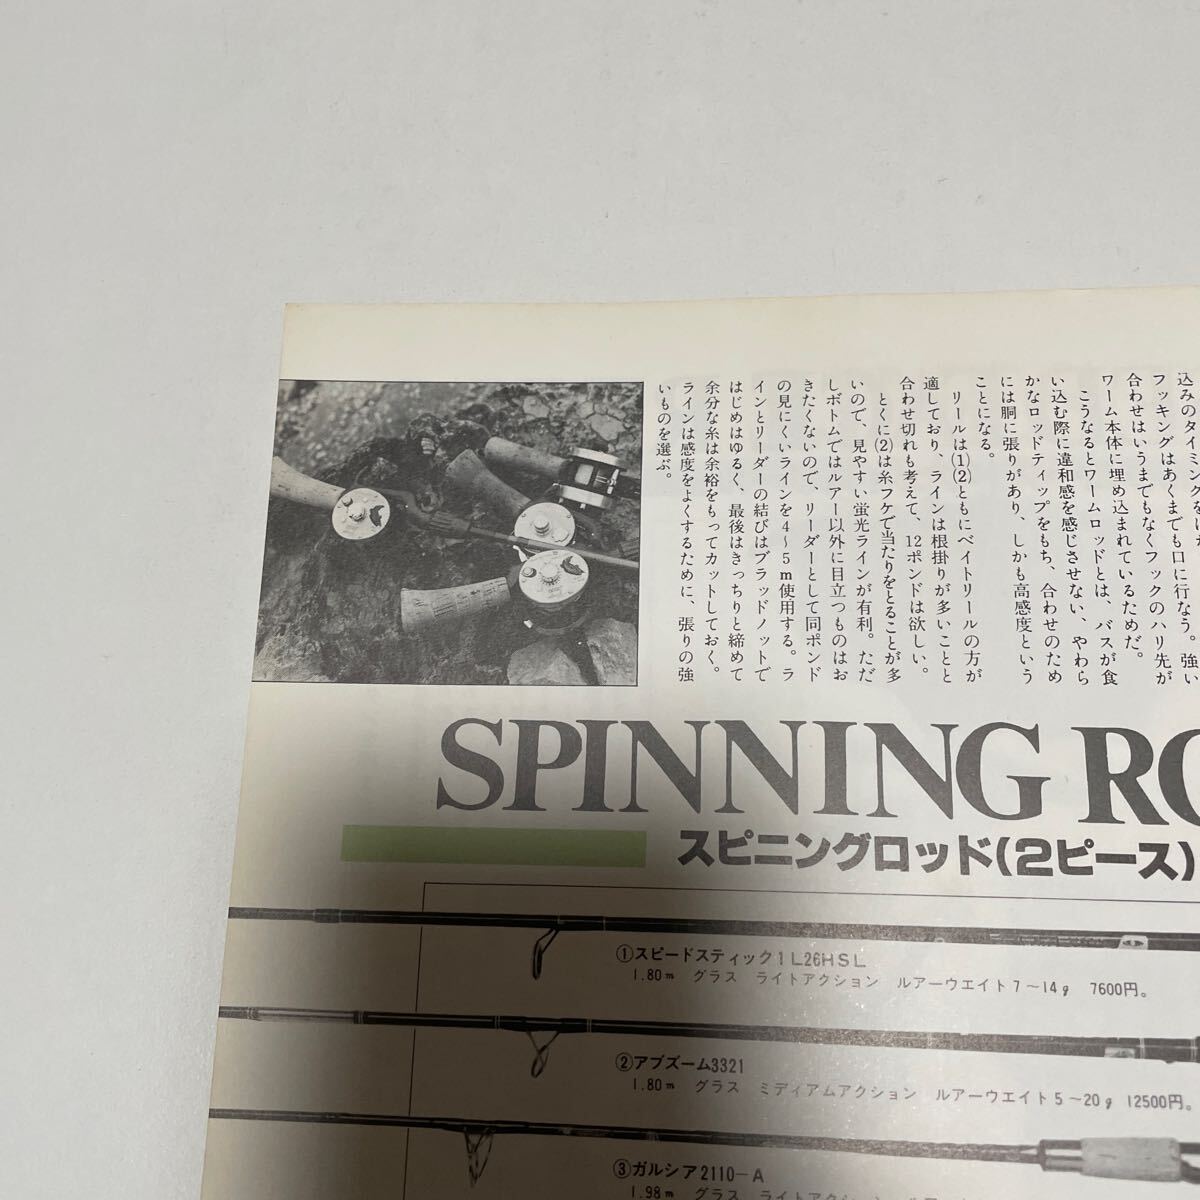 込みのタイミングを
フッキングはあくまでも口に行なう。強い
合わせはいうまでもなくフックのハリ先が
ワーム本体に埋め込まれているためだ。
こうなるとワームロッドとは、バスが食
い込む際に違和感を感じさせない、やわら
かなロッドティップをもち、合わせのため
には胴に張りがあり、しかも高感度という
ことになる。
リールは(1)(2)ともにベイトリールの方が
適しており、ラインは根掛りが多いことと
合わせ切れも考えて、12ポンドは欲しい。
とくに(2)は糸フケで当たりをとることが多
いので、見やすい蛍光ラインが有利。ただ
しボトムではルアー以外に目立つものはお
きたくないので、リーダーとして同ポンド
の見にくいラインを4〜5m使用する。ラ
インとリーダーの結びはブラッドノットで
はじめはゆるく、最後はきっちりと締めて
余分な糸は余裕をもってカットしておく。
ラインは感度をよくするために、張りの強
いものを選ぶ。
SPINNING RO
スピニングロッド(2ピース)
①スピードスティック1L26HSL
1.80m グラス ライトアクション ルアーウエイト7〜14g 7600円。
②アブズーム3321
1.80m グラス ミディアムアクション ルアーウエイト5〜20g 12500円。
③ガルシア2110-A
1.98m グラス ライトアクション ルアー